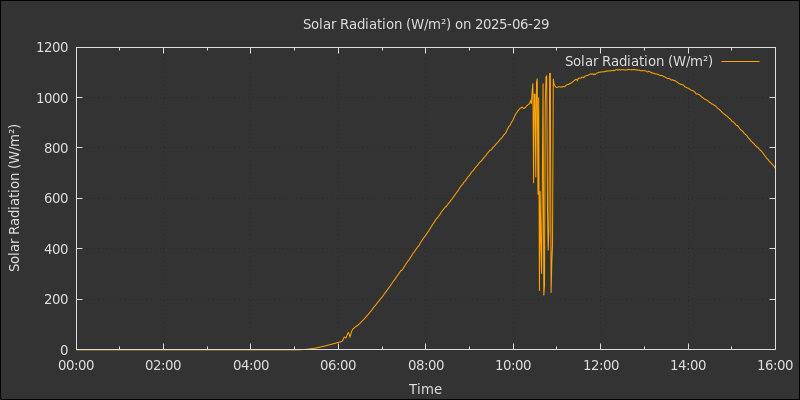 Solar Radiation (W/m²) on 2025-06-29
Solar Radiation (W/m²)
Solar Radiation (W/m²)
1200
1000
800
600
400
200
0
00:00 02:00 04:00 06:00 08:00 10:00 12:00 14:00 16:00
Time